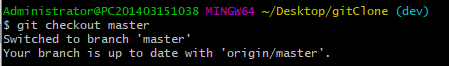 Administrator@PC201403151038 MINGW64 ~/Desktop/gitClone (dev)
$ git checkout master
Switched to branch 'master'
Your branch is up to date with 'origin/master'.